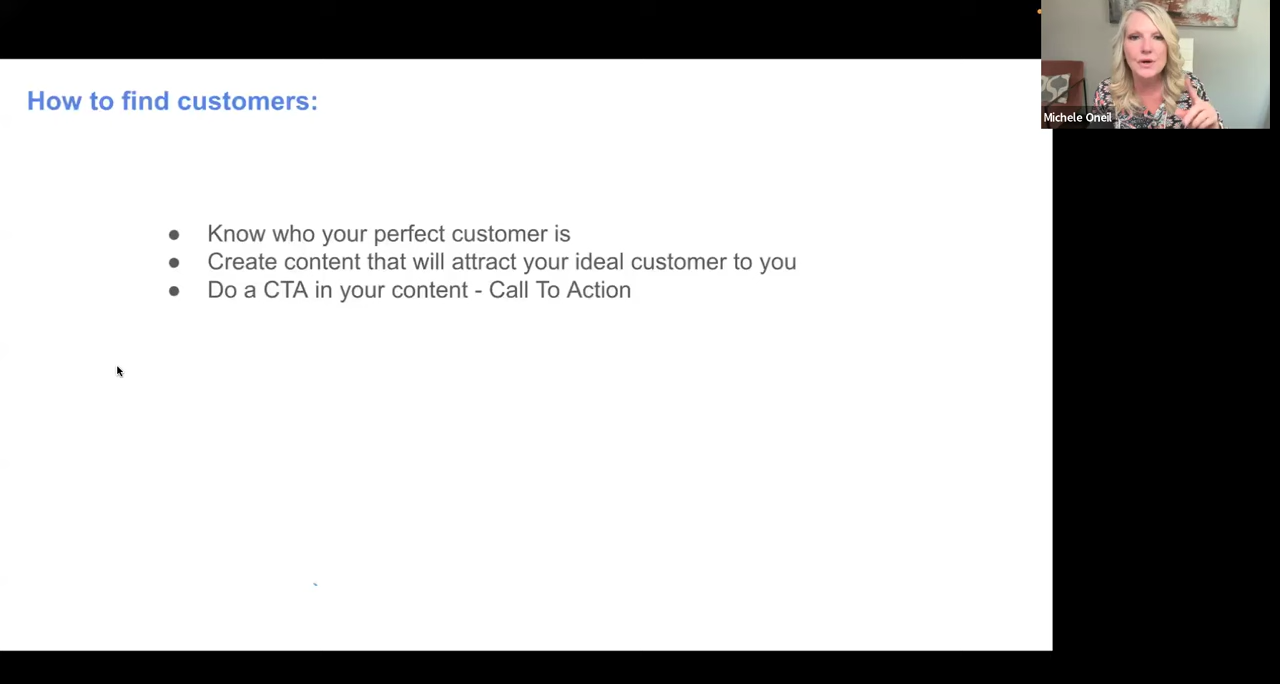 How to find customers:
● Know who your perfect customer is
● Create content that will attract your ideal customer to you
● Do a CTA in your content - Call To Action
Michele Oneil